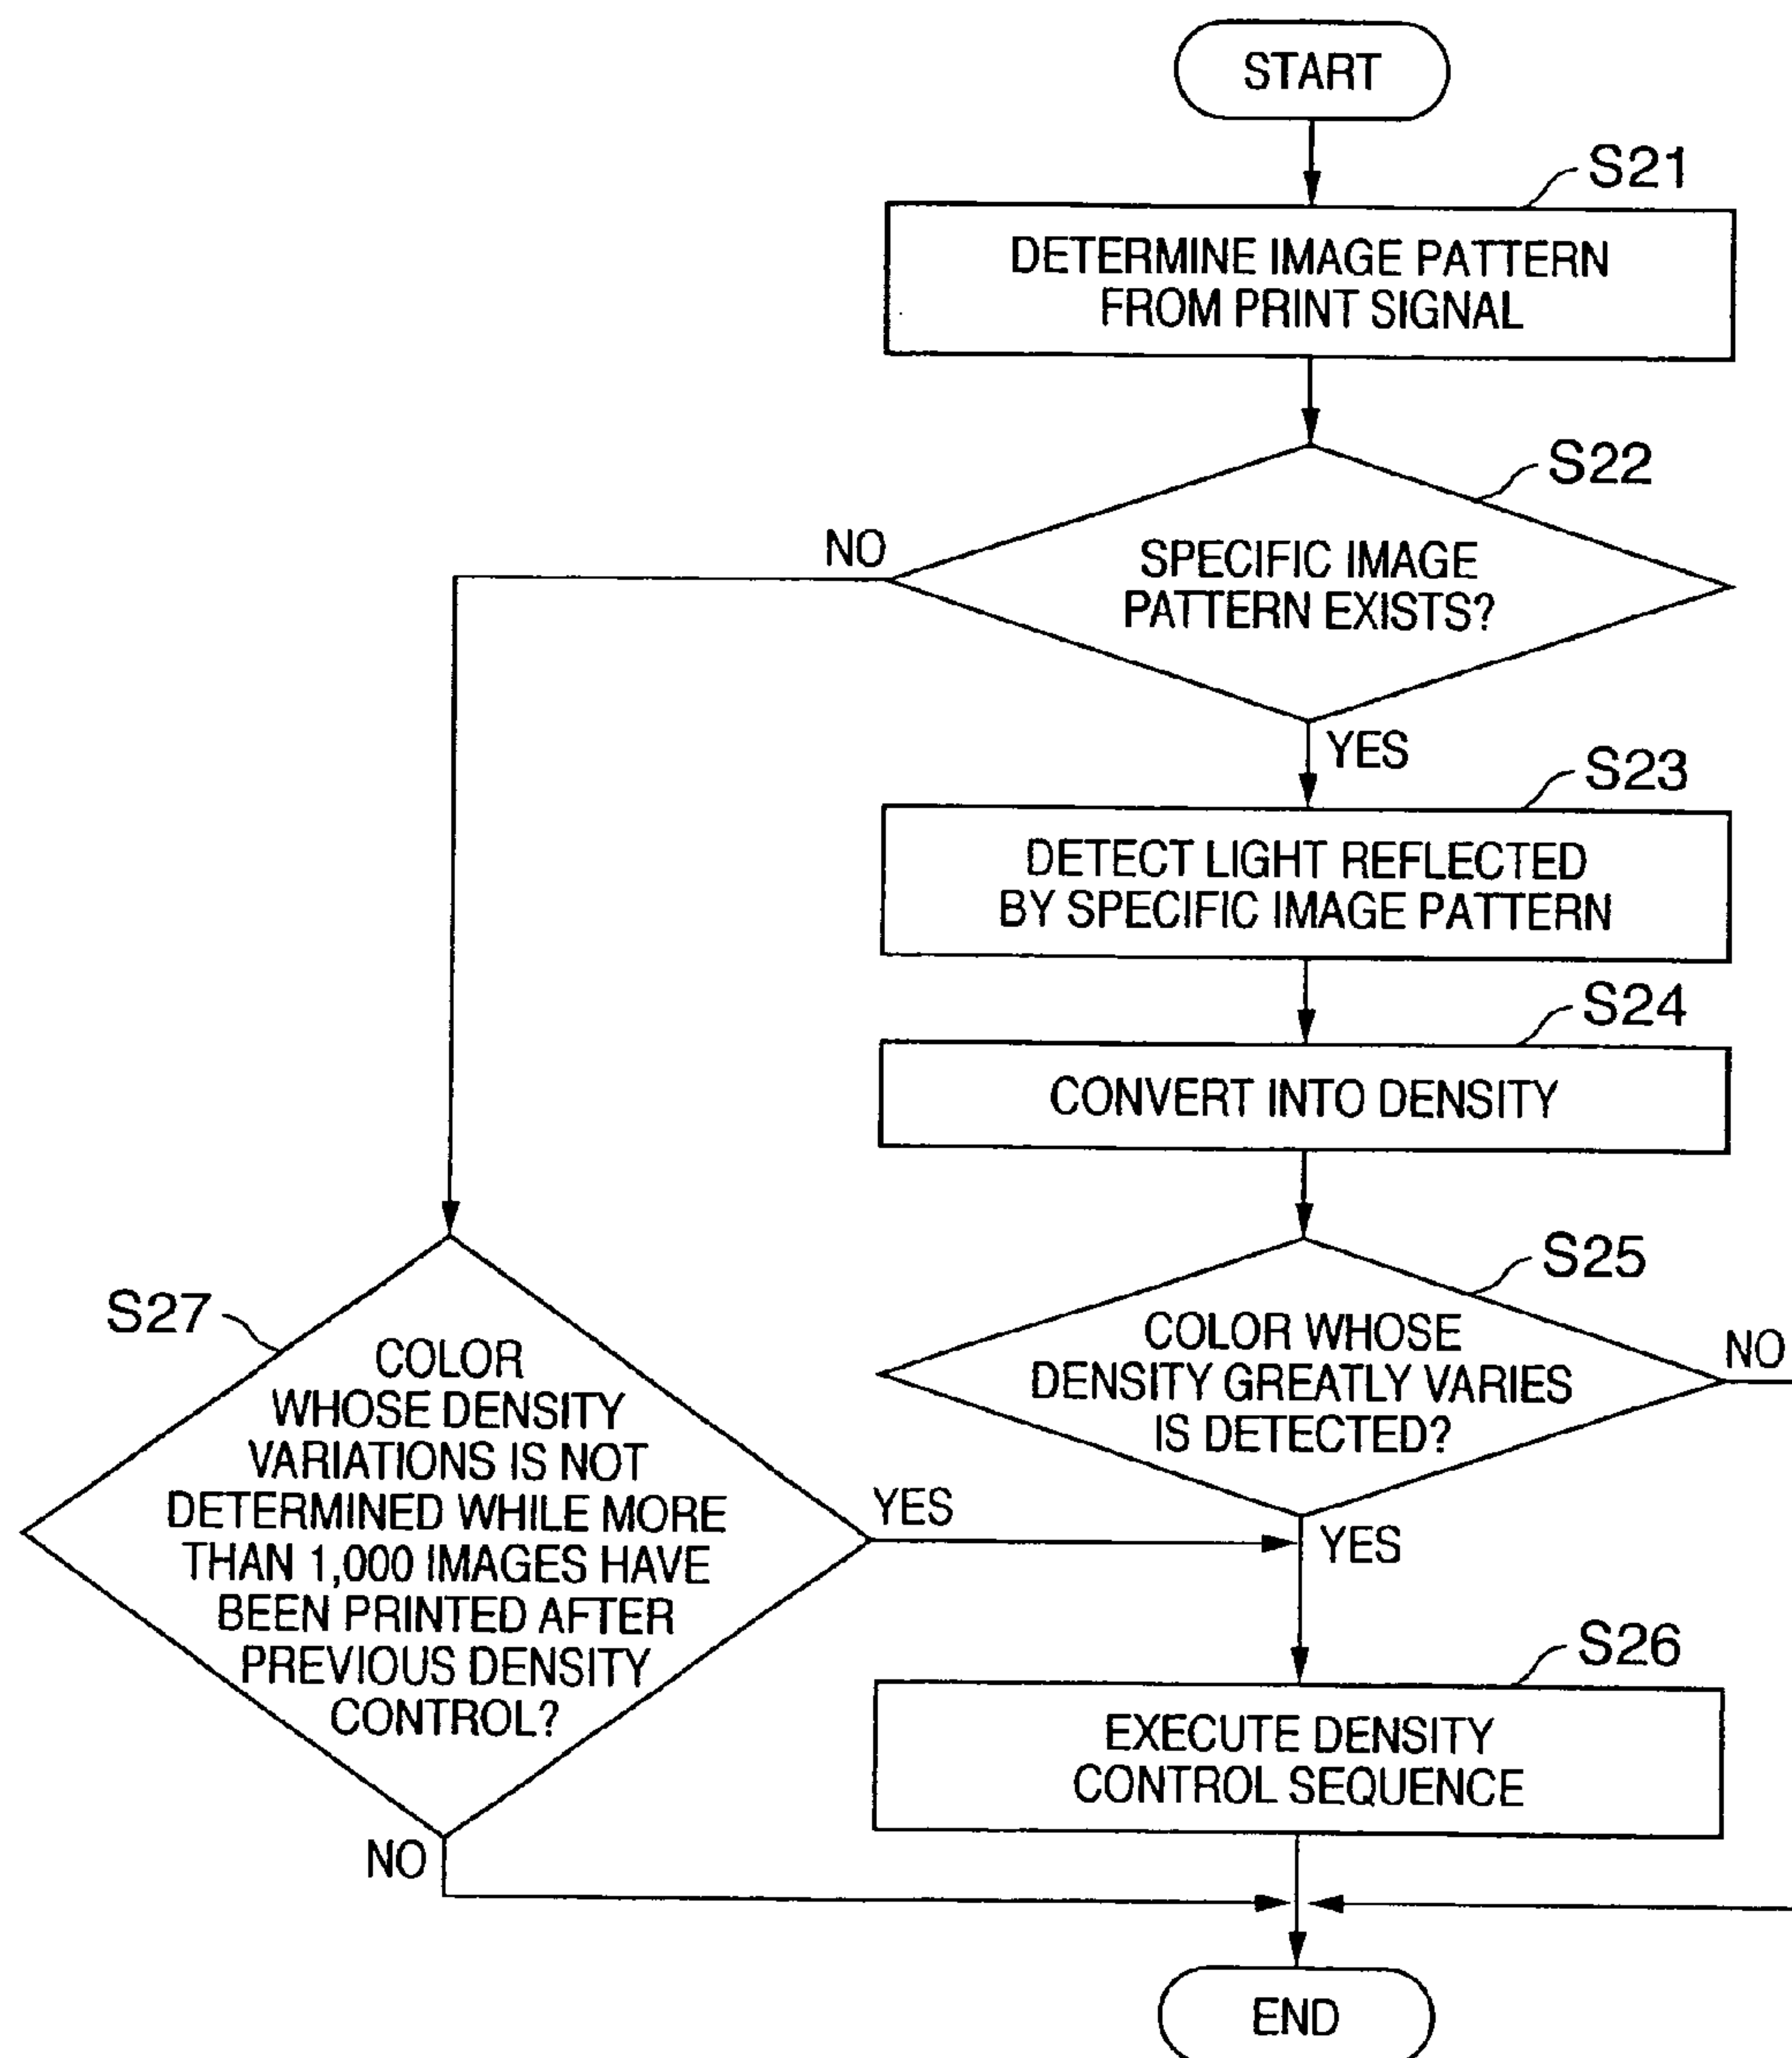 START
S21
DETERMINE IMAGE PATTERN
FROM PRINT SIGNAL
S22
NO
SPECIFIC IMAGE
PATTERN EXISTS?
YES
S23
DETECT LIGHT REFLECTED
BY SPECIFIC IMAGE PATTERN
S24
CONVERT INTO DENSITY
S25
COLOR WHOSE
DENSITY GREATLY VARIES
IS DETECTED?
NO
YES
S27
COLOR
WHOSE DENSITY
VARIATIONS IS NOT
DETERMINED WHILE MORE
THAN 1,000 IMAGES HAVE
BEEN PRINTED AFTER
PREVIOUS DENSITY
CONTROL?
YES
NO
S26
EXECUTE DENSITY
CONTROL SEQUENCE
END